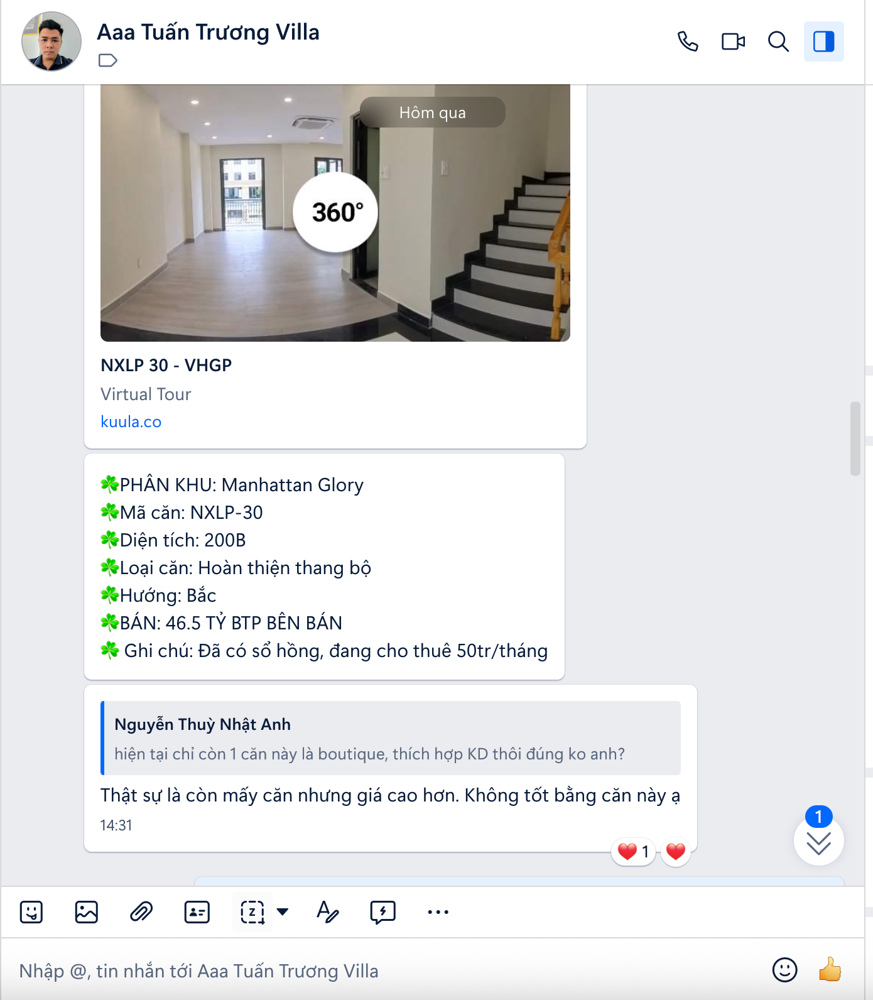 Aaa Tuấn Trương Villa
Hôm qua
360°
NXLP 30 - VHGP
Virtual Tour
kuula.co
☘️PHÂN KHU: Manhattan Glory
☘️Mã căn: NXLP-30
☘️Diện tích: 200B
☘️Loại căn: Hoàn thiện thang bộ
☘️Hướng: Bắc
☘️BÁN: 46.5 TỶ BTP BÊN BÁN
☘️ Ghi chú: Đã có sổ hồng, đang cho thuê 50tr/tháng
Nguyễn Thuỳ Nhật Anh
hiện tại chỉ còn 1 căn này là boutique, thích hợp KD thôi đúng ko anh?
Thật sự là còn mấy căn nhưng giá cao hơn. Không tốt bằng căn này ạ
14:31
❤️ 1 ❤️
1
Nhập @, tin nhắn tới Aaa Tuấn Trương Villa